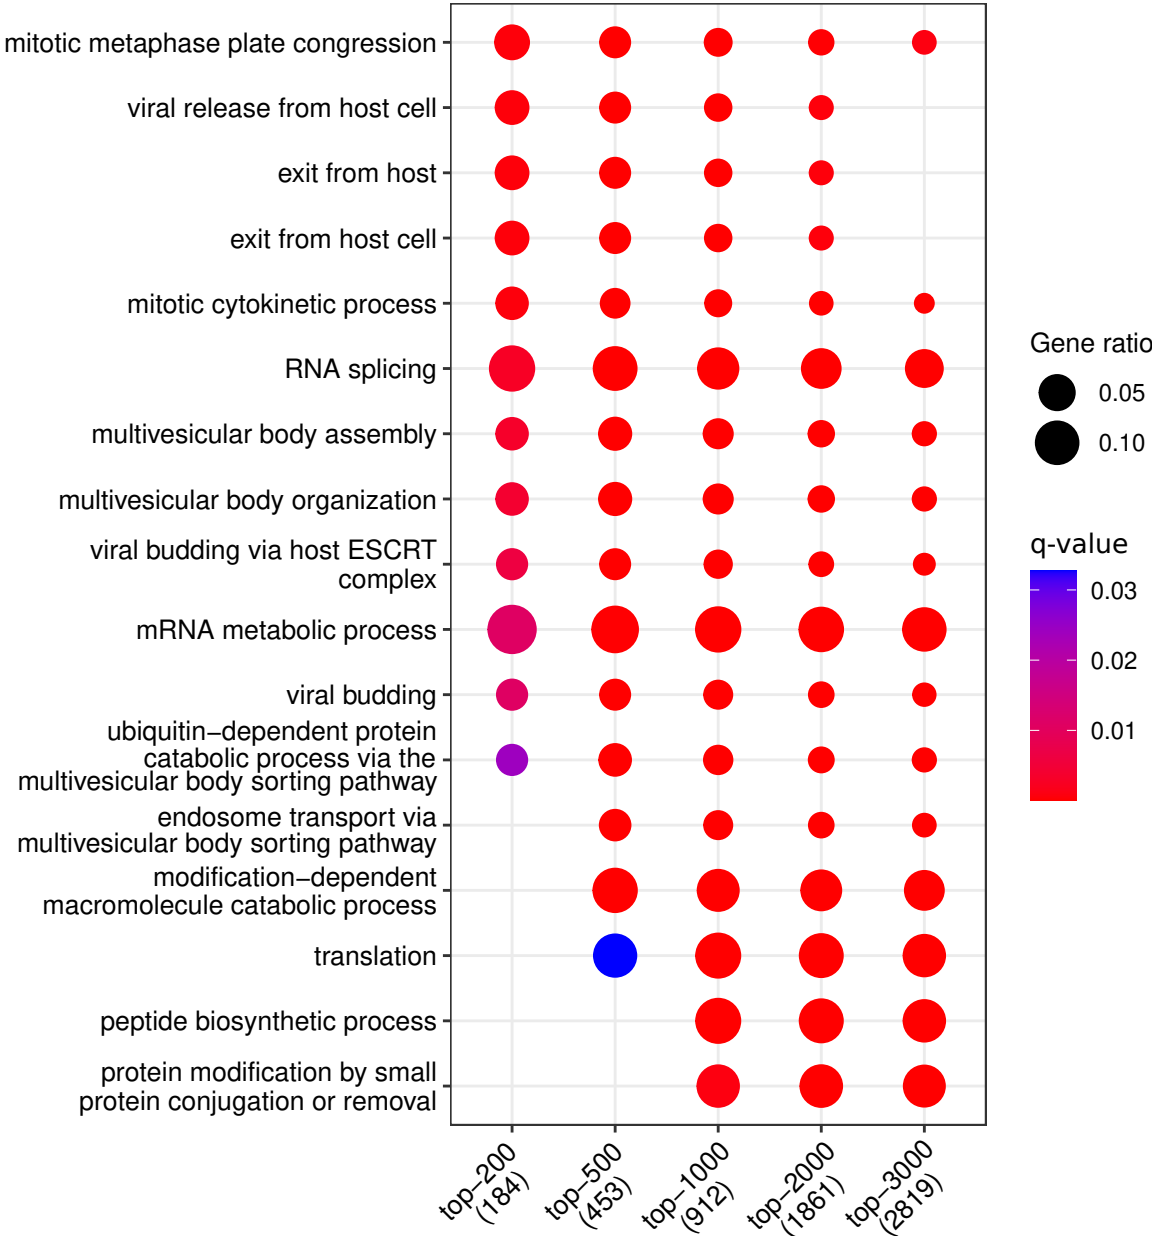 mitotic metaphase plate congression
viral release from host cell
exit from host
exit from host cell
mitotic cytokinetic process
RNA splicing
multivesicular body assembly
multivesicular body organization
viral budding via host ESCRT
complex
mRNA metabolic process
viral budding
ubiquitin−dependent protein
catabolic process via the
multivesicular body sorting pathway
endosome transport via
multivesicular body sorting pathway
modification−dependent
macromolecule catabolic process
translation
peptide biosynthetic process
protein modification by small
protein conjugation or removal
top−200
(184)
top−500
(453)
top−1000
(912)
top−2000
(1861)
top−3000
(2819)
Gene ratio
0.05
0.10
q-value
0.03
0.02
0.01